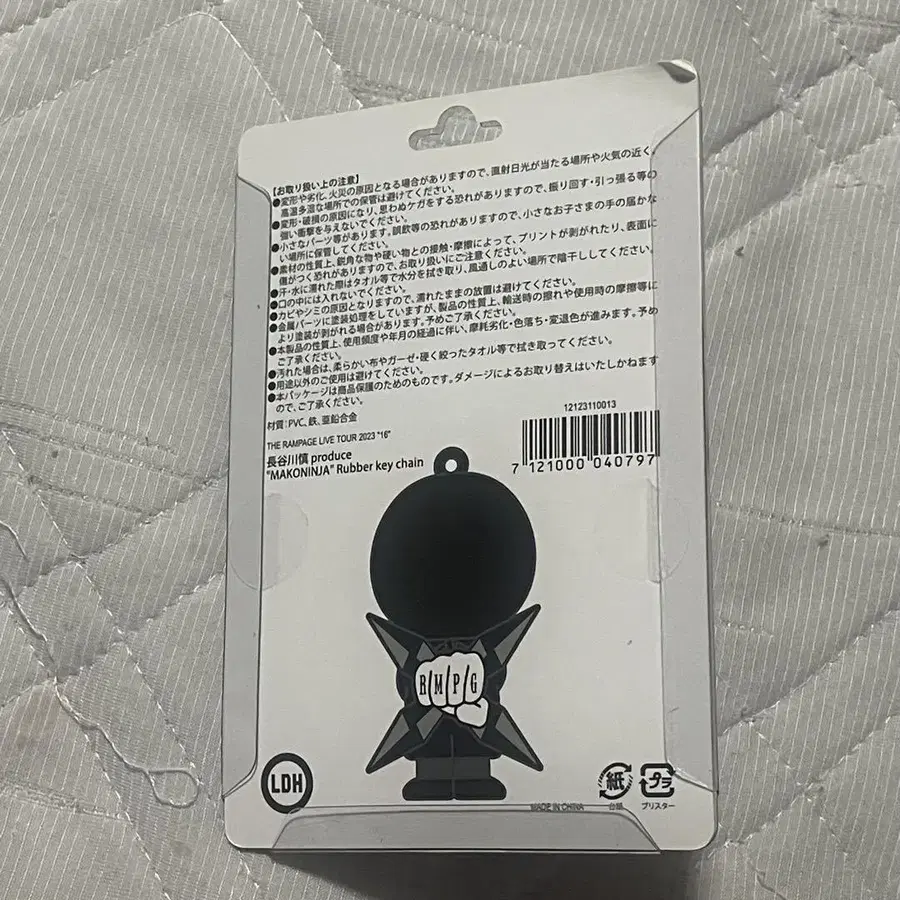 【お取り扱い上の注意】
●変形や劣化、火災の原因となる場合がありますので、直射日光が当たる場所や火気の近く、
高温多湿な場所での保管は避けてください。
●変形・破損の原因になり、思わぬケガをする恐れがありますので、振り回す・引っ張る等の
強い衝撃を与えないでください。
●小さなパーツ等があります。誤飲等の恐れがありますので、小さなお子さまの手の届かな
い場所に保管してください。
●素材の性質上、鋭角な物や硬い物との接触・摩擦によって、プリントが剥がれたり、表面に
傷がつく恐れがありますので、お取り扱いにご注意ください。
●汗・水に濡れた際はタオル等で水分を拭き取り、風通しのよい場所で陰干ししてください。
●口の中には入れないでください。
●カビやシミの原因となりますので、濡れたままの放置は避けてください。
●金属パーツに塗装処理をしていますが、製品の性質上、輸送時の擦れや使用時の摩擦等に
より塗装が剥がれる場合があります。予めご了承ください。
●本製品の性質上、使用頻度や年月の経過に伴い、摩耗劣化・色落ち・変退色が進みます。予め
ご了承ください。
●汚れた場合は、柔らかい布やガーゼ・硬く絞ったタオル等で拭き取ってください。
●用途以外のご使用は避けてください。
●本パッケージは商品保護のためのものです。ダメージによるお取り替えはいたしかねます
ので、ご了承ください。
材質：PVC、鉄、亜鉛合金
THE RAMPAGE LIVE TOUR 2023 "16"
長谷川慎 produce
"MAKONINJA" Rubber key chain
12123110013
7 121000 040797
R/M/P/G
LDH
MADE IN CHINA
紙
台紙
プラ
ブリスター